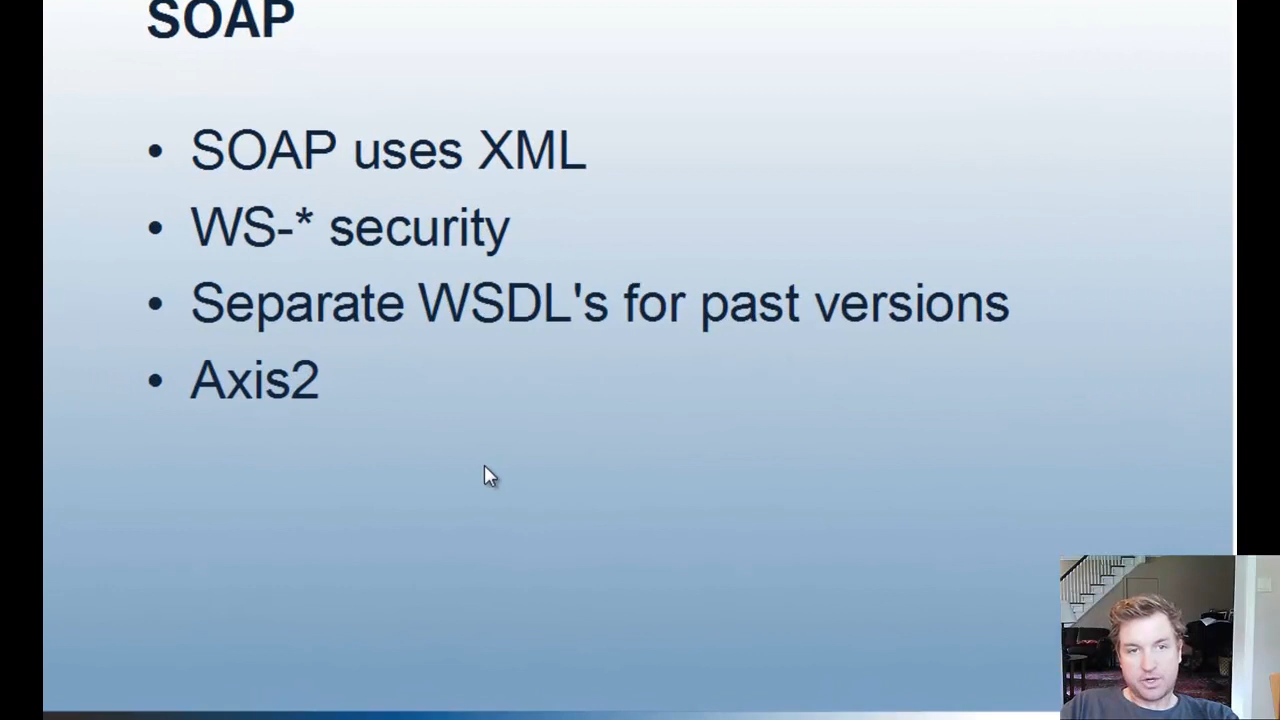 SOAP
• SOAP uses XML
• WS-* security
• Separate WSDL's for past versions
• Axis2